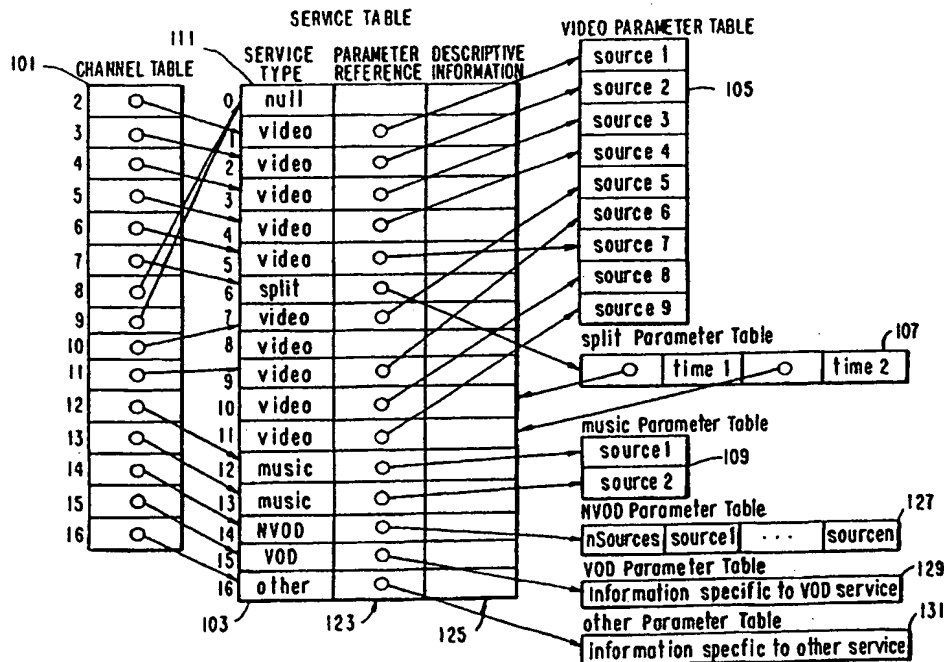 SERVICE TABLE
111
101
CHANNEL TABLE
2
3
4
5
6
7
8
9
10
11
12
13
14
15
16
SERVICE TYPE
PARAMETER REFERENCE
DESCRIPTIVE INFORMATION
0 null
1 video
2 video
3 video
4 video
5 video
6 split
7 video
8 video
9 video
10 video
11 video
12 music
13 music
14 NVOD
15 VOD
16 other
103
123
125
VIDEO PARAMETER TABLE
source 1
source 2
105
source 3
source 4
source 5
source 6
source 7
source 8
source 9
split Parameter Table
107
time 1
time 2
music Parameter Table
source1
109
source 2
NVOD Parameter Table
127
nSources source1 ... sourcen
VOD Parameter Table
129
Information specific to VOD service
other Parameter Table
131
information specfic to other service